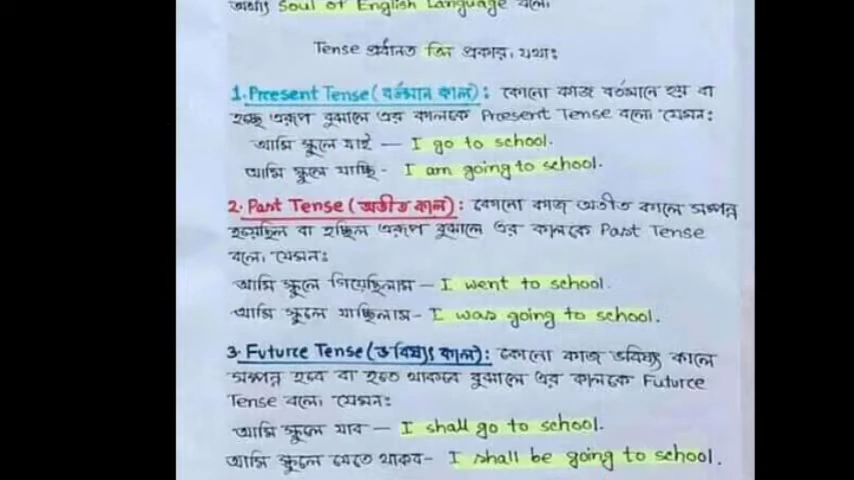 অথবা Soul of English Language বলে।
Tense প্রধানত তিন প্রকার, যথাঃ
1. Present Tense (বর্তমান কাল): কোনো কাজ বর্তমানে হয় বা
হচ্ছে এরূপ বুঝালে এর কালকে Present Tense বলে। যেমন:
আমি স্কুলে যাই — I go to school.
আমি স্কুলে যাচ্ছি - I am going to school.
2. Past Tense (অতীত কাল): কোনো কাজ অতীত কালে সম্পন্ন
হয়েছিল বা হচ্ছিল এরূপ বুঝালে এর কালকে Past Tense
বলে। যেমন:
আমি স্কুলে গিয়েছিলাম — I went to school.
আমি স্কুলে যাচ্ছিলাম - I was going to school.
3. Future Tense (ভবিষ্যৎ কাল): কোনো কাজ ভবিষ্যৎ কালে
সম্পন্ন হবে বা হতে থাকবে বুঝালে এর কালকে Future
Tense বলে। যেমন:
আমি স্কুলে যাব — I shall go to school.
আমি স্কুলে যেতে থাকব - I shall be going to school.